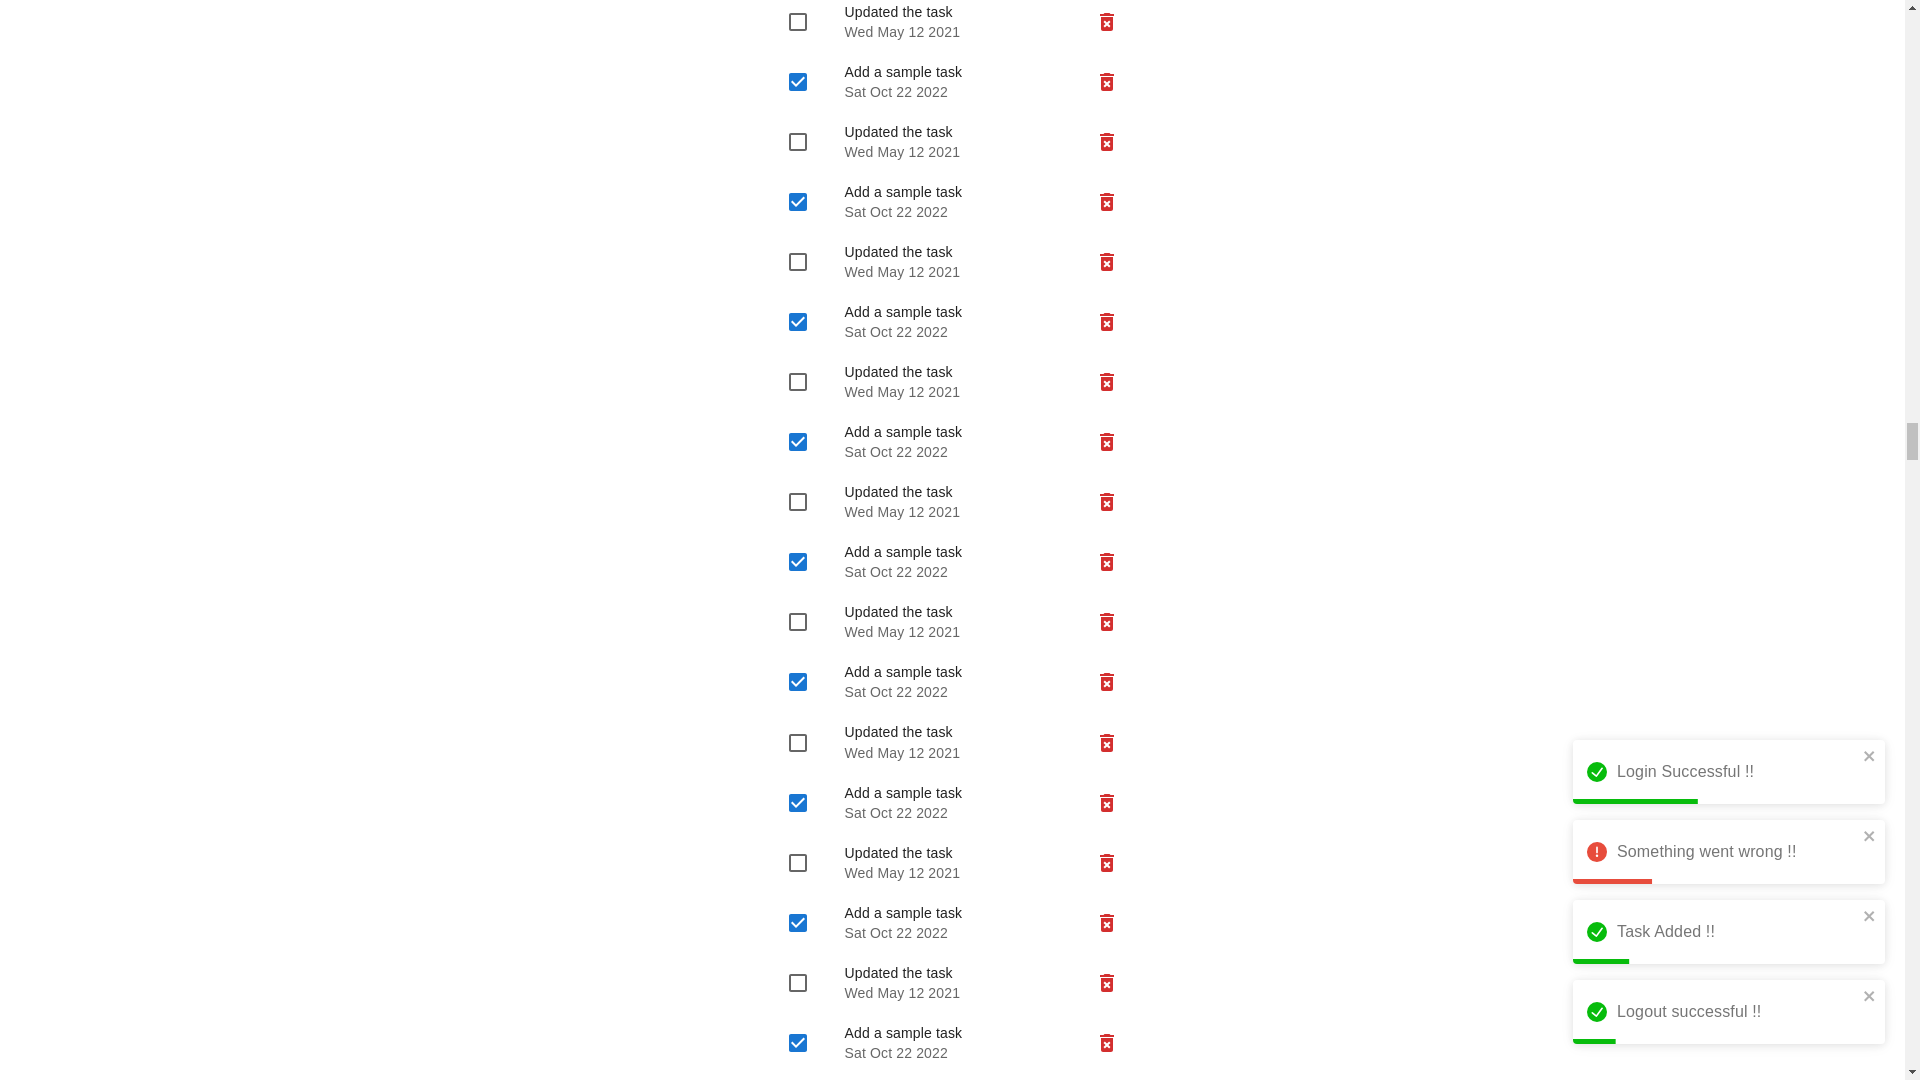 Updated the task
Wed May 12 2021
Add a sample task
Sat Oct 22 2022
Updated the task
Wed May 12 2021
Add a sample task
Sat Oct 22 2022
Updated the task
Wed May 12 2021
Add a sample task
Sat Oct 22 2022
Updated the task
Wed May 12 2021
Add a sample task
Sat Oct 22 2022
Updated the task
Wed May 12 2021
Add a sample task
Sat Oct 22 2022
Updated the task
Wed May 12 2021
Add a sample task
Sat Oct 22 2022
Updated the task
Wed May 12 2021
Add a sample task
Sat Oct 22 2022
Updated the task
Wed May 12 2021
Add a sample task
Sat Oct 22 2022
Updated the task
Wed May 12 2021
Add a sample task
Sat Oct 22 2022
Login Successful !!
Something went wrong !!
Task Added !!
Logout successful !!